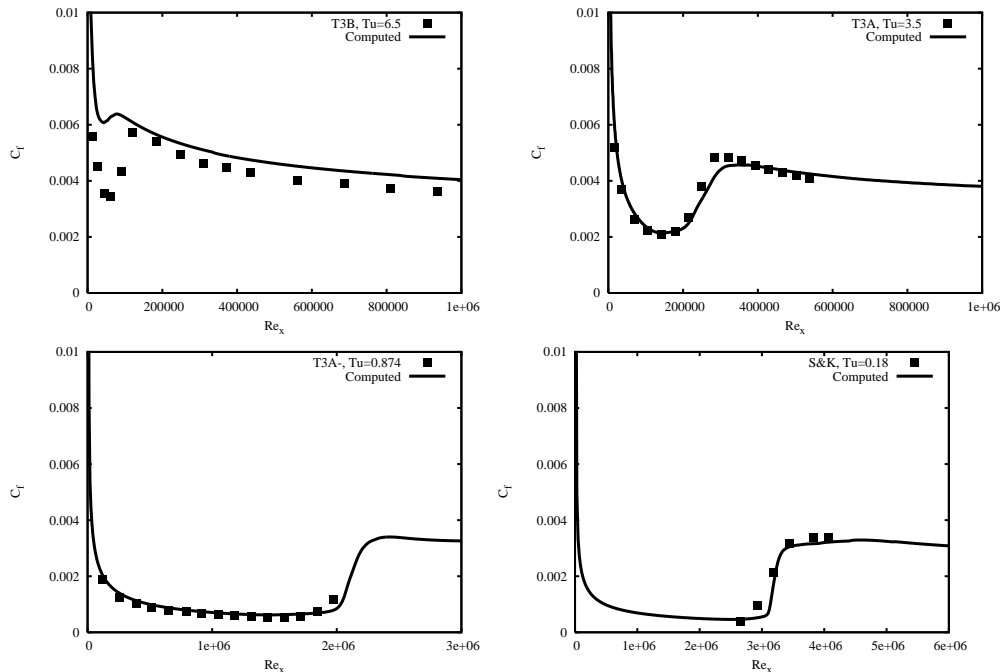 0.01
0.008
0.006
0.004
0.002
0
C_f
T3B, Tu=6.5
Computed
0
200000
400000
600000
800000
1e+06
Re_x
0.01
0.008
0.006
0.004
0.002
0
C_f
T3A, Tu=3.5
Computed
0
200000
400000
600000
800000
1e+06
Re_x
0.01
0.008
0.006
0.004
0.002
0
C_f
T3A-, Tu=0.874
Computed
0
1e+06
2e+06
3e+06
Re_x
0.01
0.008
0.006
0.004
0.002
0
C_f
S&K, Tu=0.18
Computed
0
1e+06
2e+06
3e+06
4e+06
5e+06
6e+06
Re_x